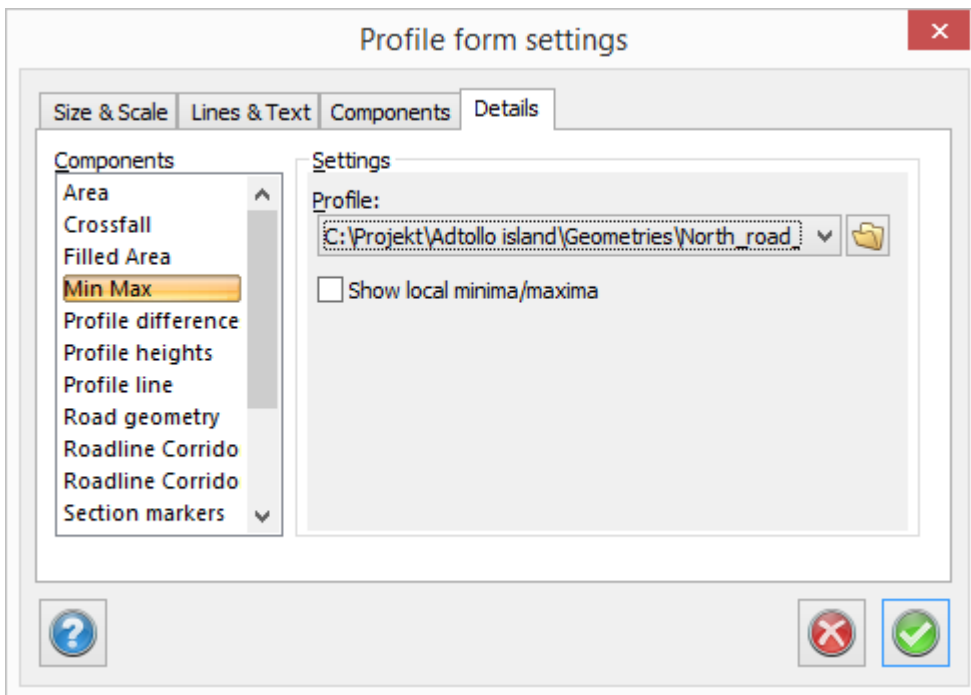 Profile form settings
Size & Scale Lines & Text Components Details
Components
Area
Crossfall
Filled Area
Min Max
Profile difference
Profile heights
Profile line
Road geometry
Roadline Corrido
Roadline Corrido
Section markers
Settings
Profile:
C:\Projekt\Adtollo island\Geometries\North_road_
Show local minima/maxima